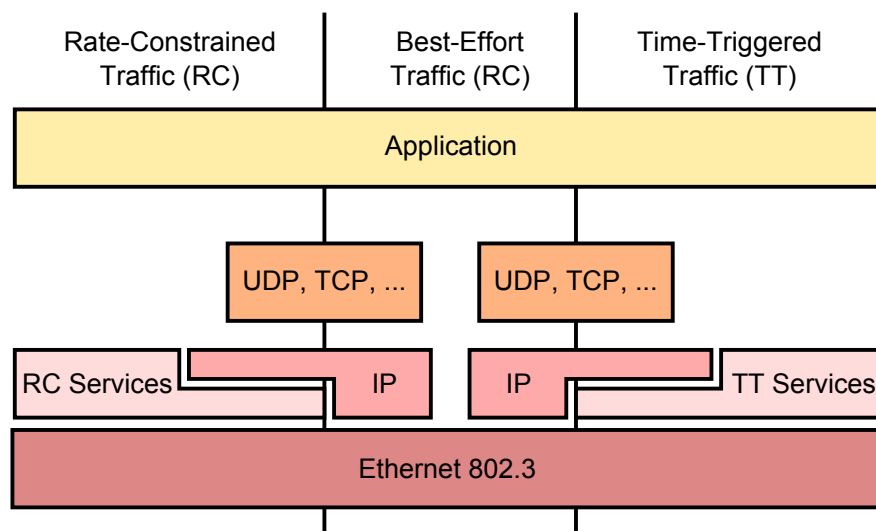 Rate-Constrained
Traffic (RC)
Best-Effort
Traffic (RC)
Time-Triggered
Traffic (TT)
Application
UDP, TCP, ...
UDP, TCP, ...
RC Services
IP
IP
TT Services
Ethernet 802.3